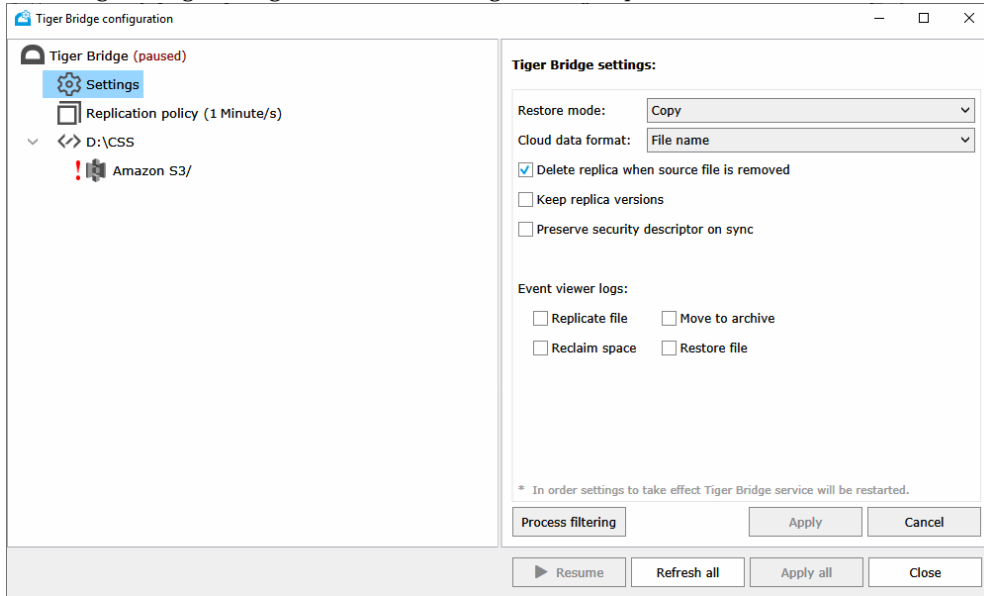 Tiger Bridge configuration
Tiger Bridge (paused)
Settings
Replication policy (1 Minute/s)
D:\CSS
! Amazon S3/
Tiger Bridge settings:
Restore mode: Copy
Cloud data format: File name
Delete replica when source file is removed
Keep replica versions
Preserve security descriptor on sync
Event viewer logs:
Replicate file Move to archive
Reclaim space Restore file
* In order settings to take effect Tiger Bridge service will be restarted.
Process filtering Apply Cancel
Resume Refresh all Apply all Close